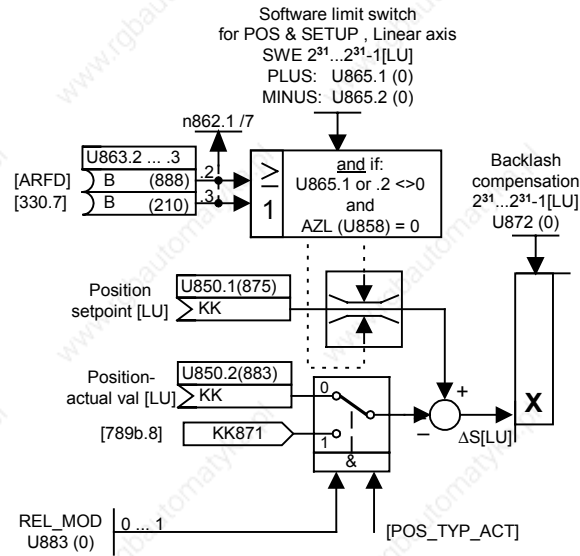 Software limit switch
for POS & SETUP , Linear axis
SWE 2³¹...2³¹-1[LU]
PLUS: U865.1 (0)
MINUS: U865.2 (0)
n862.1 /7
U863.2 ... .3
[ARFD] B (888) .2
[330.7] B (210) .3
≥
1
and if:
U865.1 or .2 <>0
and
AZL (U858) = 0
Backlash
compensation
2³¹...2³¹-1[LU]
U872 (0)
Position
setpoint [LU]
U850.1(875)
KK
Position-
actual val [LU]
U850.2(883)
KK
0
[789b.8] KK871 1
&
+
−
ΔS[LU]
X
REL_MOD
U883 (0)
0 ... 1
[POS_TYP_ACT]
www.rgbautomatyka.pl